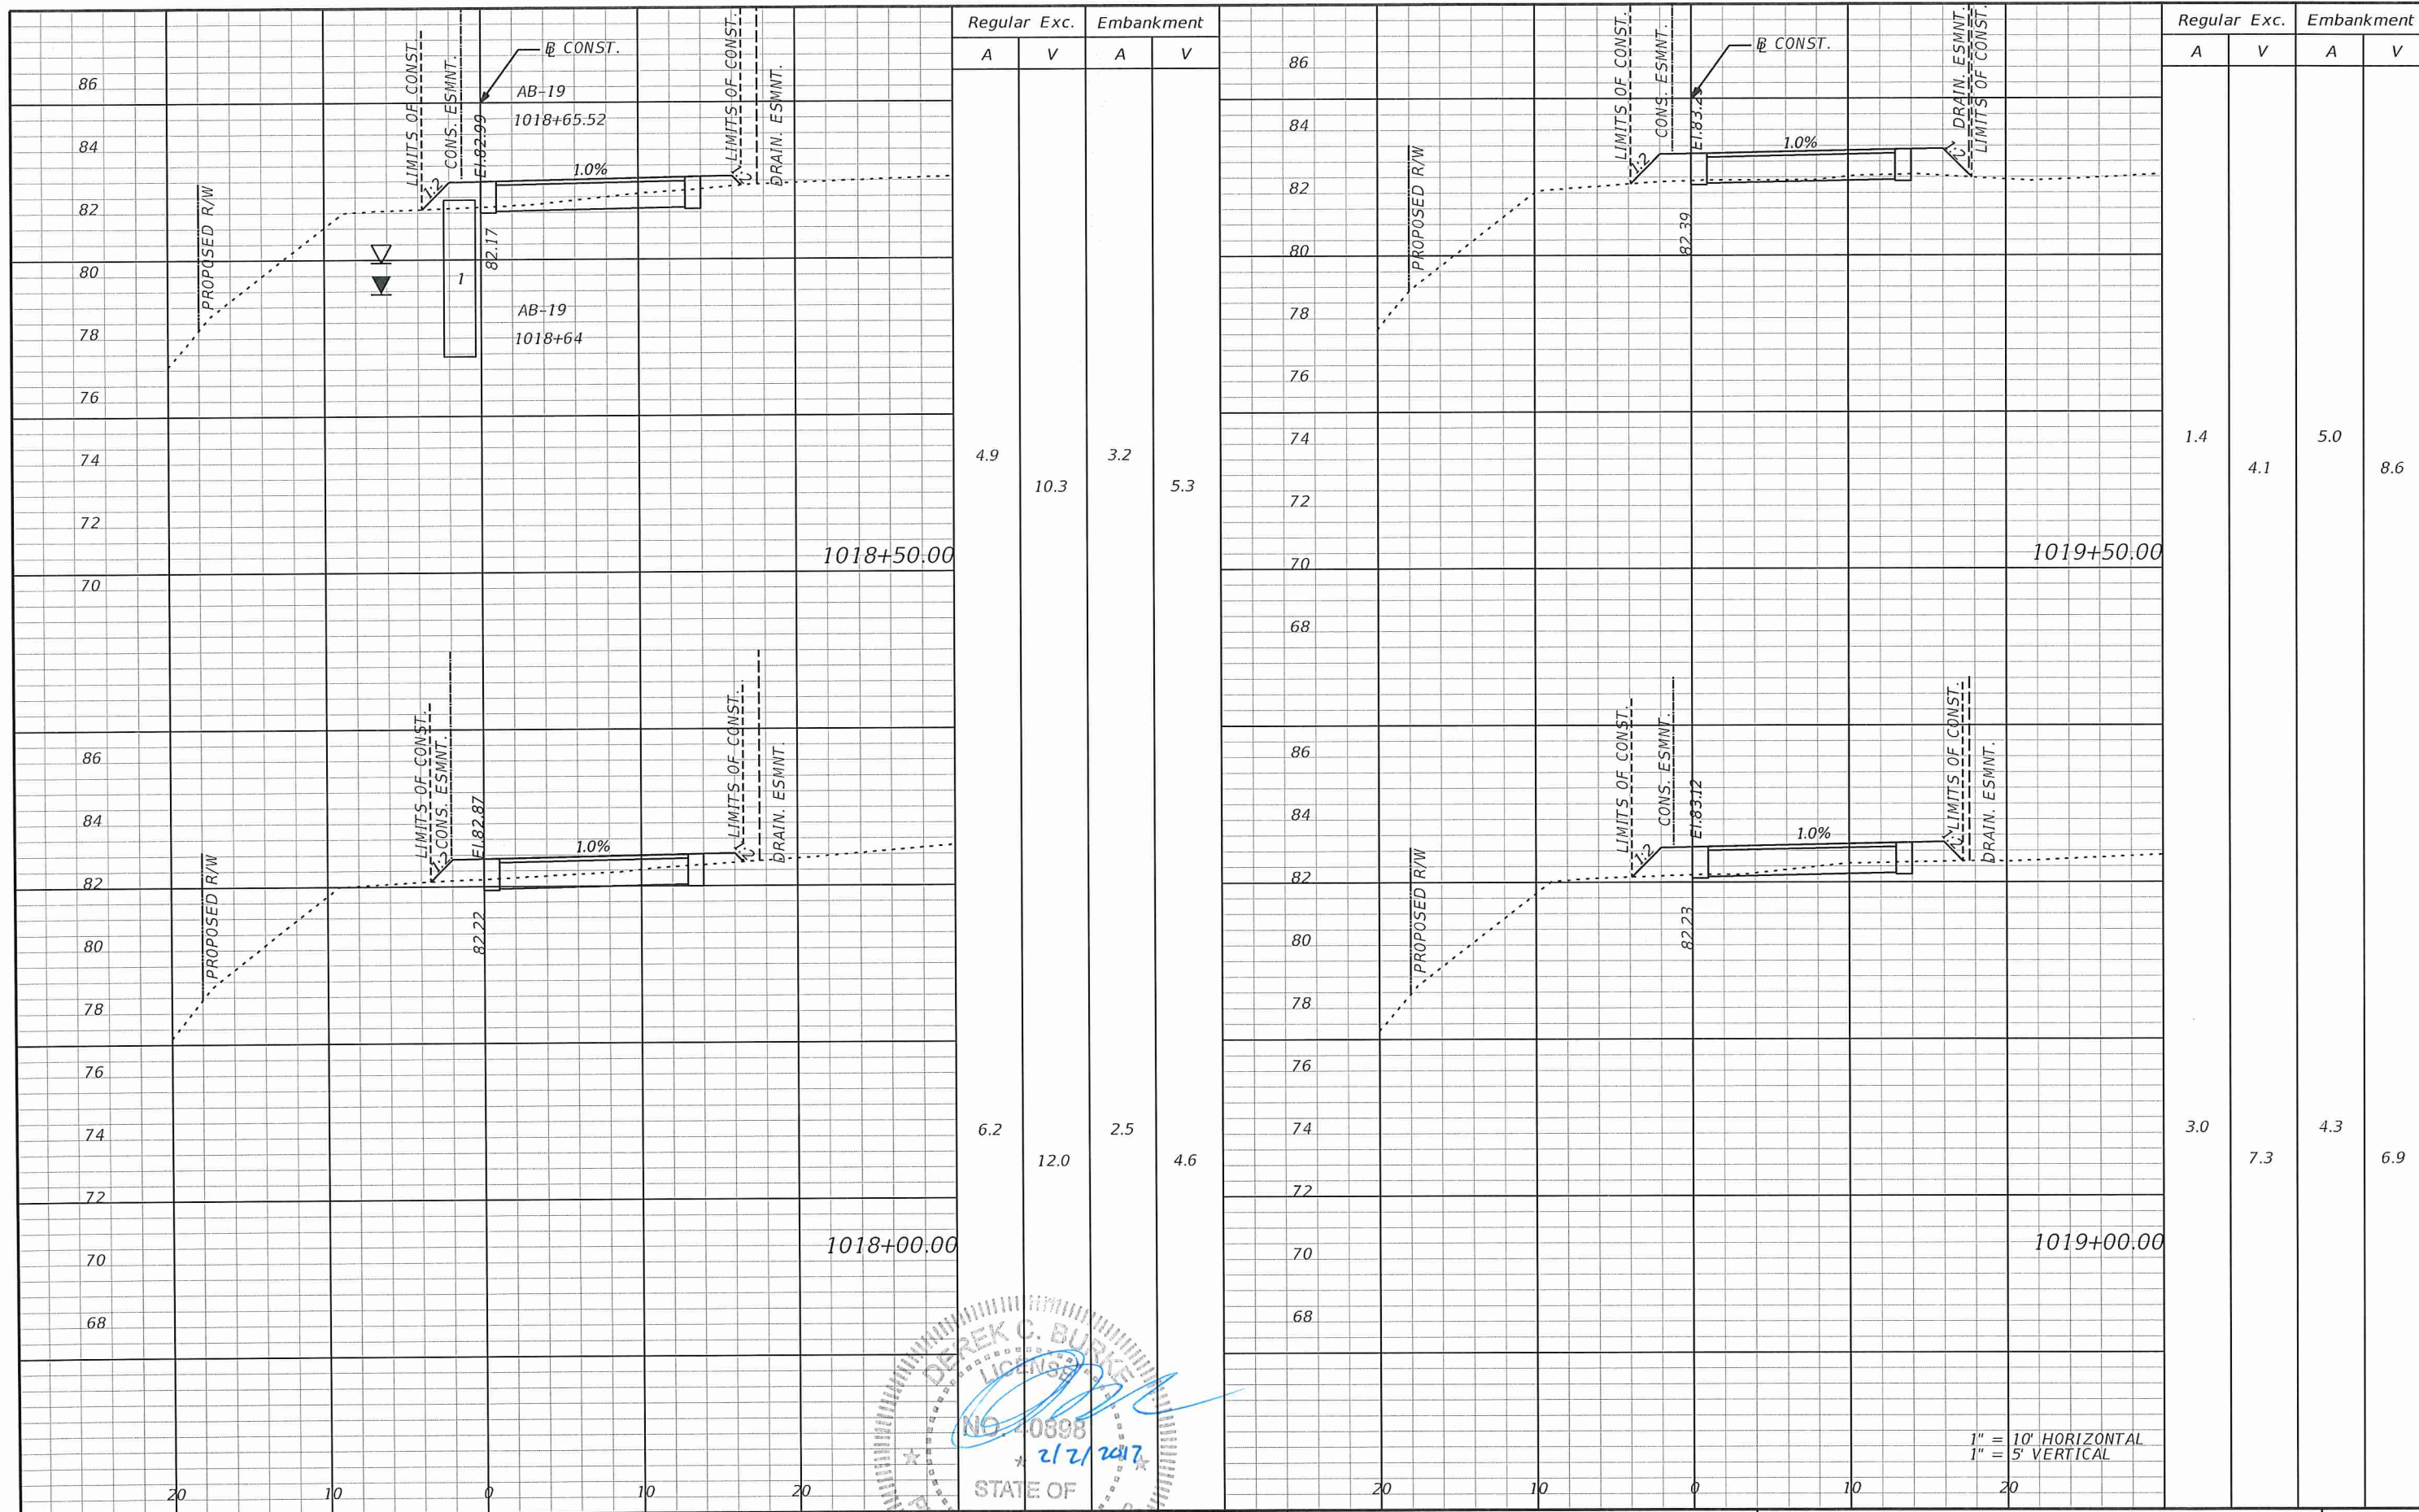 Regular Exc. Embankment
A V A V
℄ CONST.
AB-19
1018+65.52
LIMITS OF CONST.
CONS. ESMNT.
El.82.99
1.0%
LIMITS OF CONST.
DRAIN. ESMNT.
1:2
PROPOSED R/W
82.17
1
AB-19
1018+64
86
84
82
80
78
76
74
72
70
4.9 3.2
10.3 5.3
1018+50.00
LIMITS OF CONST.
CONS. ESMNT.
El.82.87
1.0%
LIMITS OF CONST.
DRAIN. ESMNT.
1:2
PROPOSED R/W
82.22
86
84
82
80
78
76
74
72
70
68
6.2 2.5
12.0 4.6
1018+00.00
20 10 0 10 20
DEREK C. BURKE
LICENSE
NO.
2/2/2017
STATE OF
Regular Exc. Embankment
A V A V
℄ CONST.
LIMITS OF CONST.
CONS. ESMNT.
1.0%
DRAIN. ESMNT.
LIMITS OF CONST.
1:2
PROPOSED R/W
82.39
86
84
82
80
78
76
74
72
70
68
1.4 5.0
4.1 8.6
1019+50.00
LIMITS OF CONST.
CONS. ESMNT.
El.83.12
1.0%
LIMITS OF CONST.
DRAIN. ESMNT.
1:2
PROPOSED R/W
82.23
86
84
82
80
78
76
74
72
70
68
3.0 4.3
7.3 6.9
1019+00.00
1" = 10' HORIZONTAL
1" = 5' VERTICAL
20 10 0 10 20